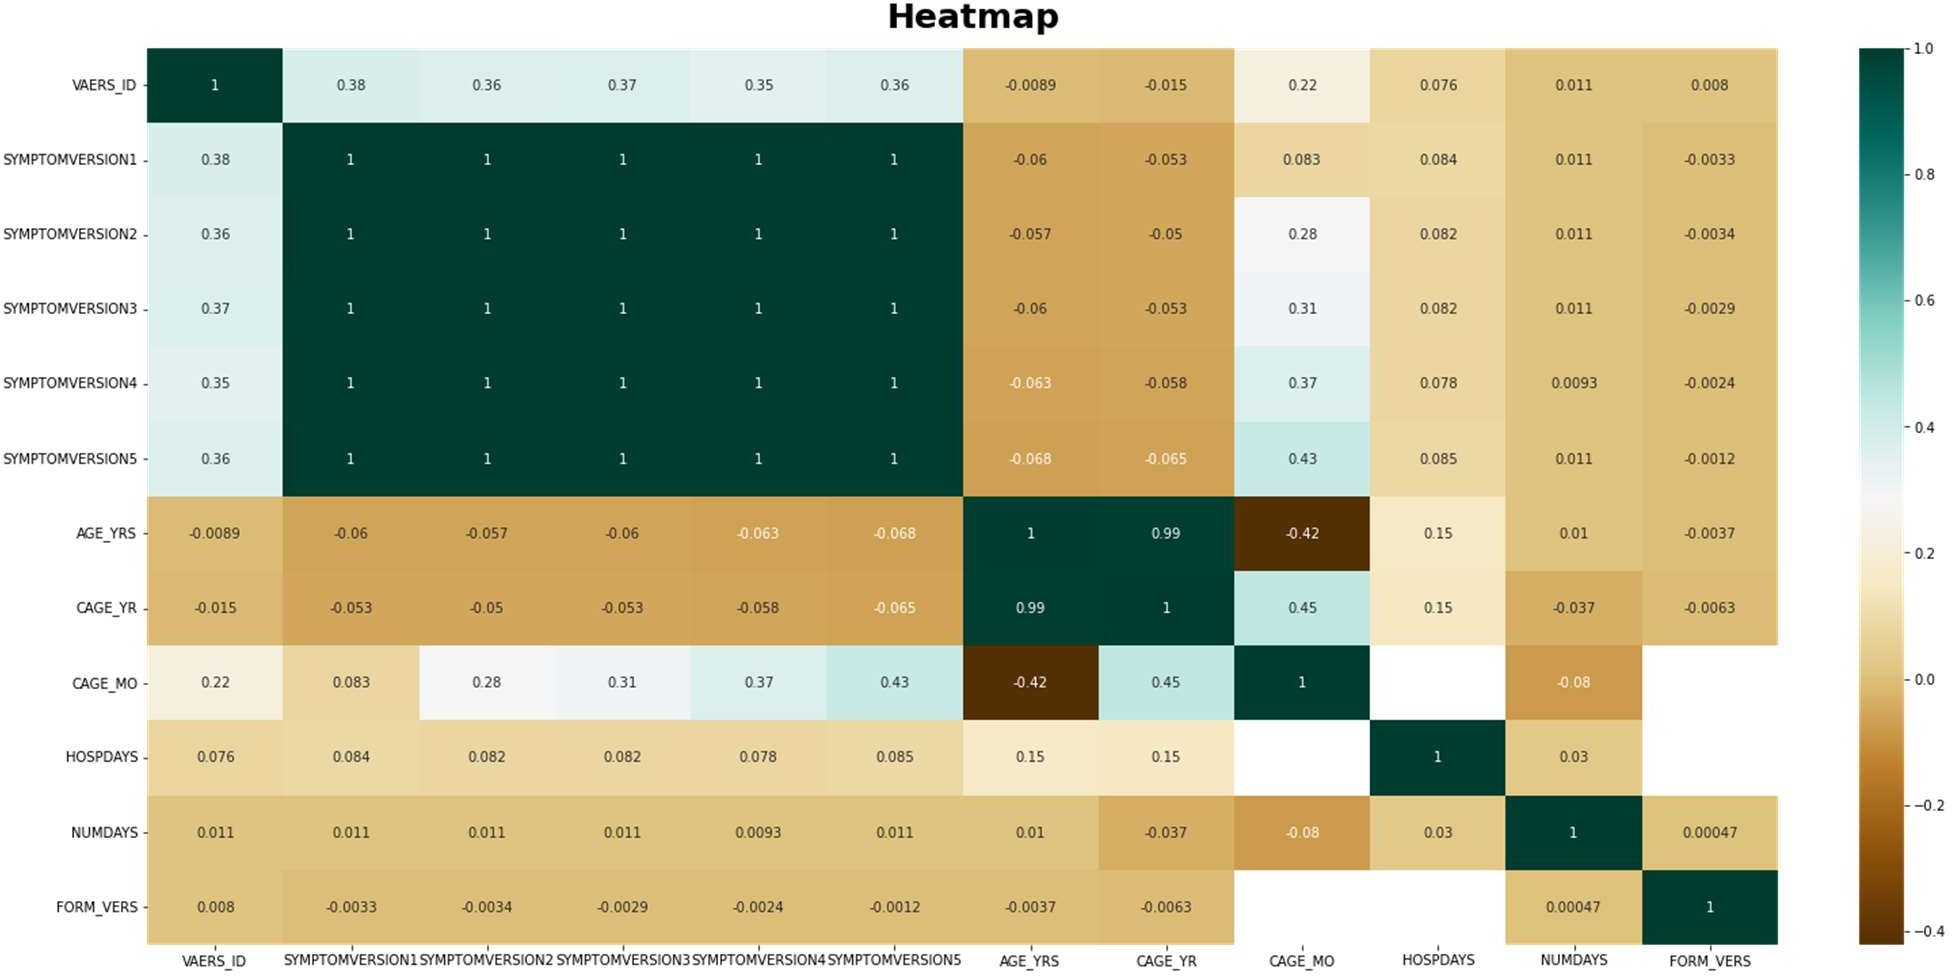 Heatmap
VAERS_ID 1 0.38 0.36 0.37 0.35 0.36 -0.0089 -0.015 0.22 0.076 0.011 0.008
SYMPTOMVERSION1 0.38 1 1 1 1 1 -0.06 -0.053 0.083 0.084 0.011 -0.0033
SYMPTOMVERSION2 0.36 1 1 1 1 1 -0.057 -0.05 0.28 0.082 0.011 -0.0034
SYMPTOMVERSION3 0.37 1 1 1 1 1 -0.06 -0.053 0.31 0.082 0.011 -0.0029
SYMPTOMVERSION4 0.35 1 1 1 1 1 -0.063 -0.058 0.37 0.078 0.0093 -0.0024
SYMPTOMVERSION5 0.36 1 1 1 1 1 -0.068 -0.065 0.43 0.085 0.011 -0.0012
AGE_YRS -0.0089 -0.06 -0.057 -0.06 -0.063 -0.068 1 0.99 -0.42 0.15 0.01 -0.0037
CAGE_YR -0.015 -0.053 -0.05 -0.053 -0.058 -0.065 0.99 1 0.45 0.15 -0.037 -0.0063
CAGE_MO 0.22 0.083 0.28 0.31 0.37 0.43 -0.42 0.45 1 -0.08
HOSPDAYS 0.076 0.084 0.082 0.082 0.078 0.085 0.15 0.15 1 0.03
NUMDAYS 0.011 0.011 0.011 0.011 0.0093 0.011 0.01 -0.037 -0.08 0.03 1 0.00047
FORM_VERS 0.008 -0.0033 -0.0034 -0.0029 -0.0024 -0.0012 -0.0037 -0.0063 0.00047 1
VAERS_ID SYMPTOMVERSION1 SYMPTOMVERSION2 SYMPTOMVERSION3 SYMPTOMVERSION4 SYMPTOMVERSION5 AGE_YRS CAGE_YR CAGE_MO HOSPDAYS NUMDAYS FORM_VERS
1.0
0.8
0.6
0.4
0.2
0.0
−0.2
−0.4